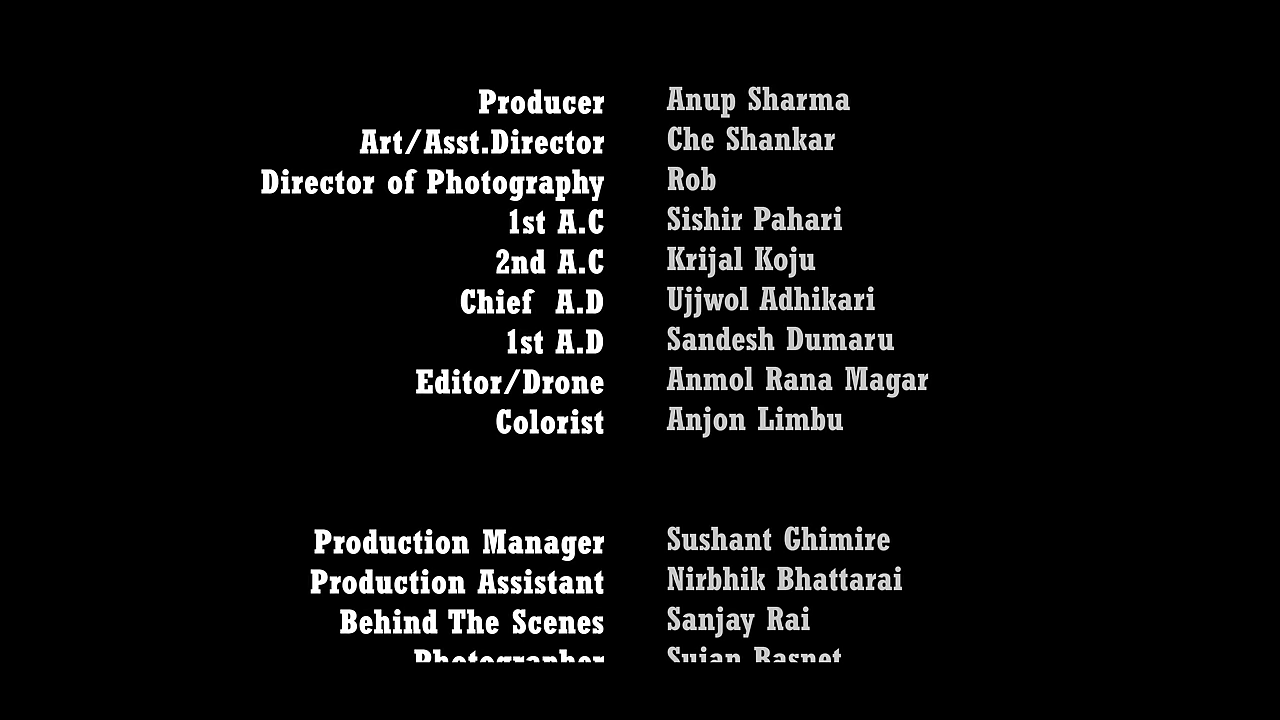 Producer Anup Sharma
Art/Asst.Director Che Shankar
Director of Photography Rob
1st A.C Sishir Pahari
2nd A.C Krijal Koju
Chief A.D Ujjwol Adhikari
1st A.D Sandesh Dumaru
Editor/Drone Anmol Rana Magar
Colorist Anjon Limbu
Production Manager Sushant Ghimire
Production Assistant Nirbhik Bhattarai
Behind The Scenes Sanjay Rai
Photographer